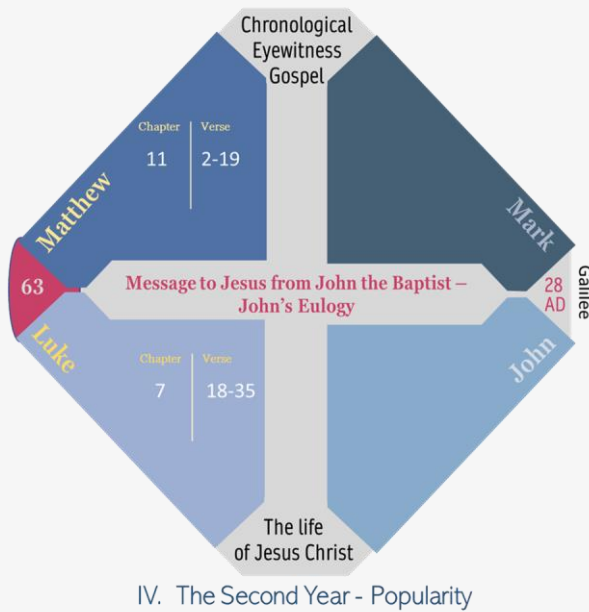 Chronological
Eyewitness
Gospel
Chapter
Verse
11
2-19
Matthew
Mark
63
Message to Jesus from John the Baptist –
John's Eulogy
28
AD
Galilee
Luke
John
Chapter
Verse
7
18-35
The life
of Jesus Christ
IV. The Second Year - Popularity